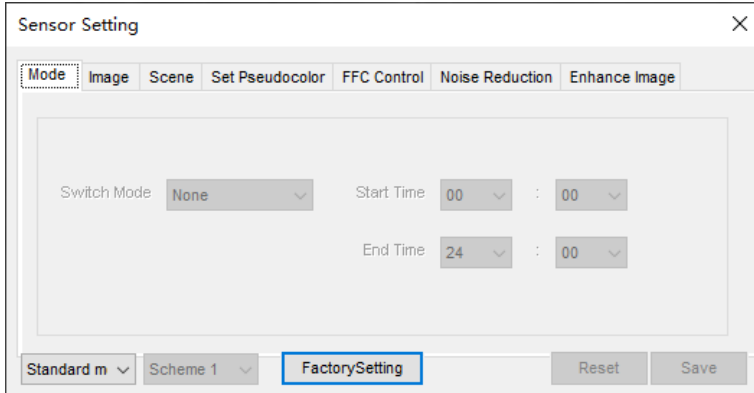 Sensor Setting
Mode Image Scene Set Pseudocolor FFC Control Noise Reduction Enhance Image
Switch Mode None Start Time 00 : 00
End Time 24 : 00
Standard m Scheme 1 FactorySetting Reset Save